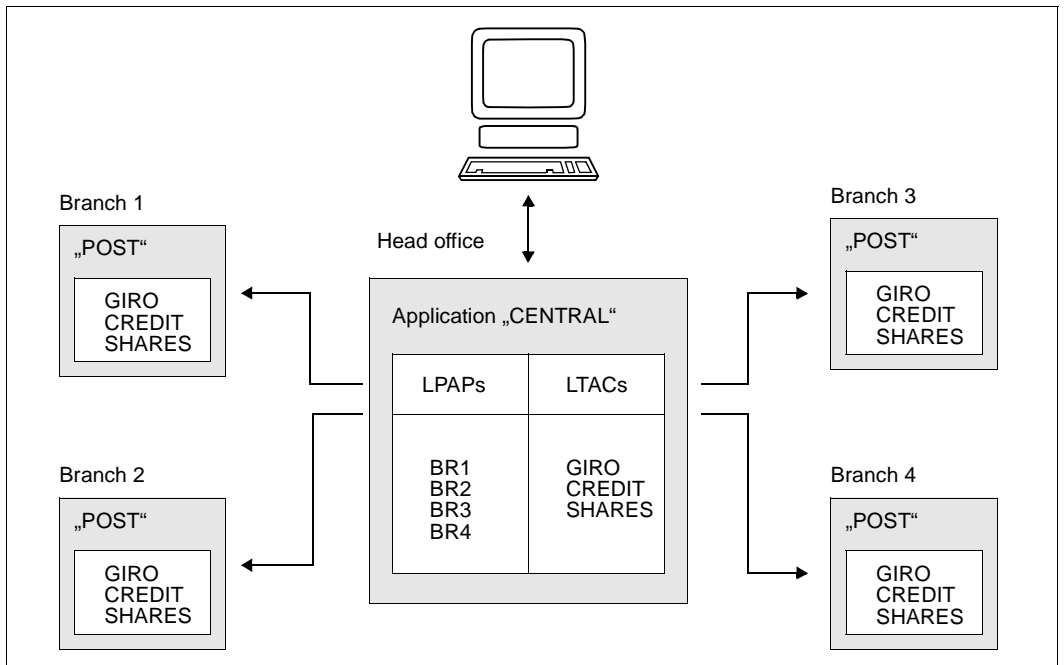 Branch 1
„POST“
GIRO
CREDIT
SHARES
Branch 2
„POST“
GIRO
CREDIT
SHARES
Head office
Application „CENTRAL“
LPAPs
LTACs
BR1
BR2
BR3
BR4
GIRO
CREDIT
SHARES
Branch 3
„POST“
GIRO
CREDIT
SHARES
Branch 4
„POST“
GIRO
CREDIT
SHARES